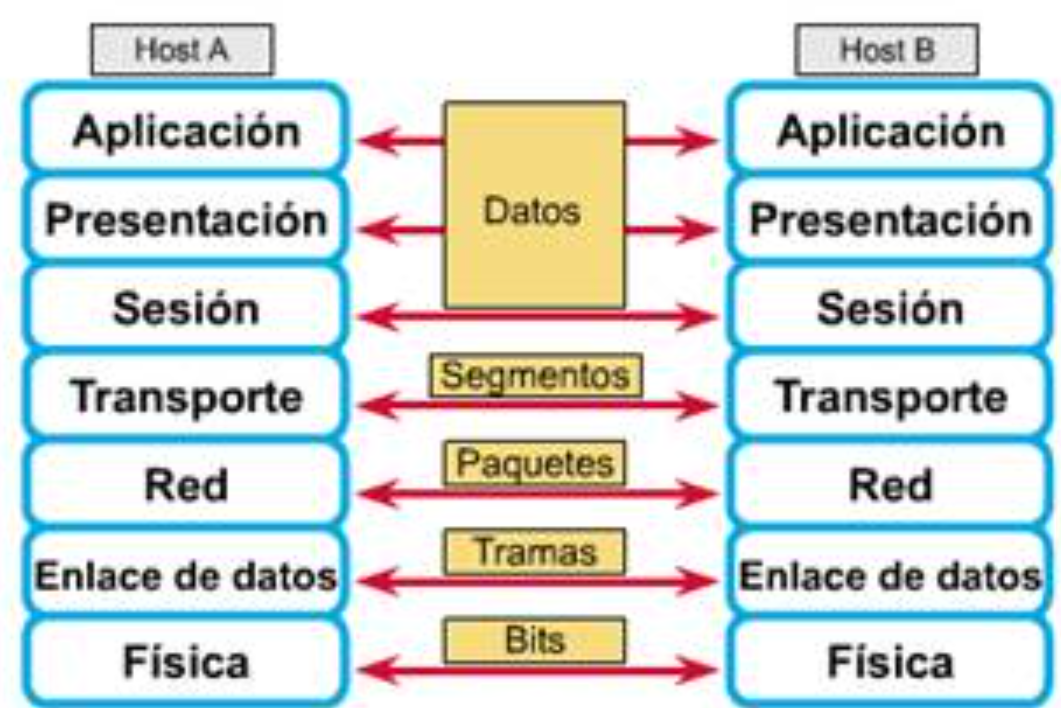 Host A
Host B
Aplicación
Aplicación
Presentación
Datos
Presentación
Sesión
Sesión
Segmentos
Transporte
Transporte
Paquetes
Red
Red
Tramas
Enlace de datos
Enlace de datos
Bits
Física
Física